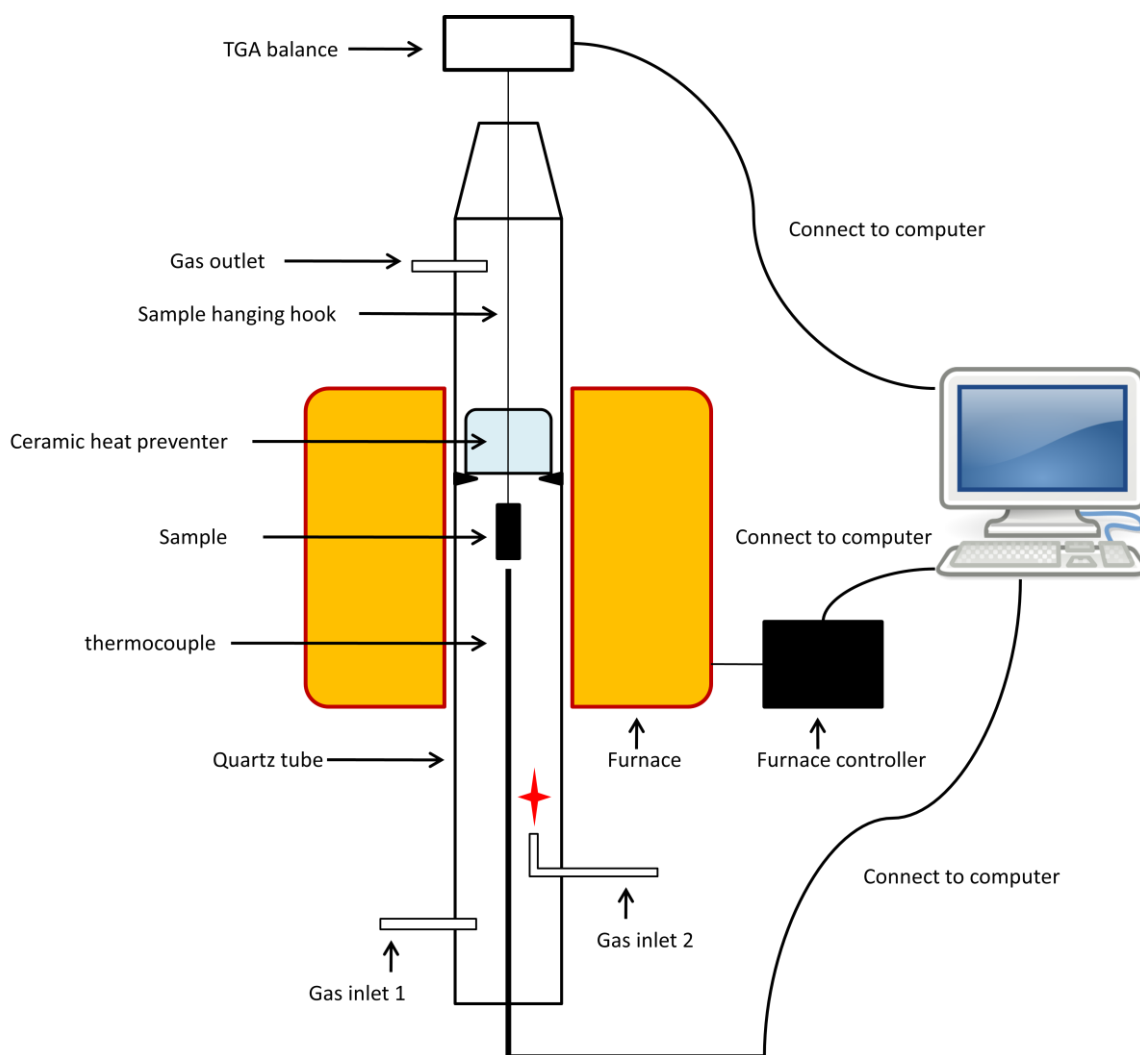 TGA balance
Connect to computer
Gas outlet
Sample hanging hook
Ceramic heat preventer
Sample
Connect to computer
thermocouple
Quartz tube
Furnace
Furnace controller
Connect to computer
Gas inlet 2
Gas inlet 1